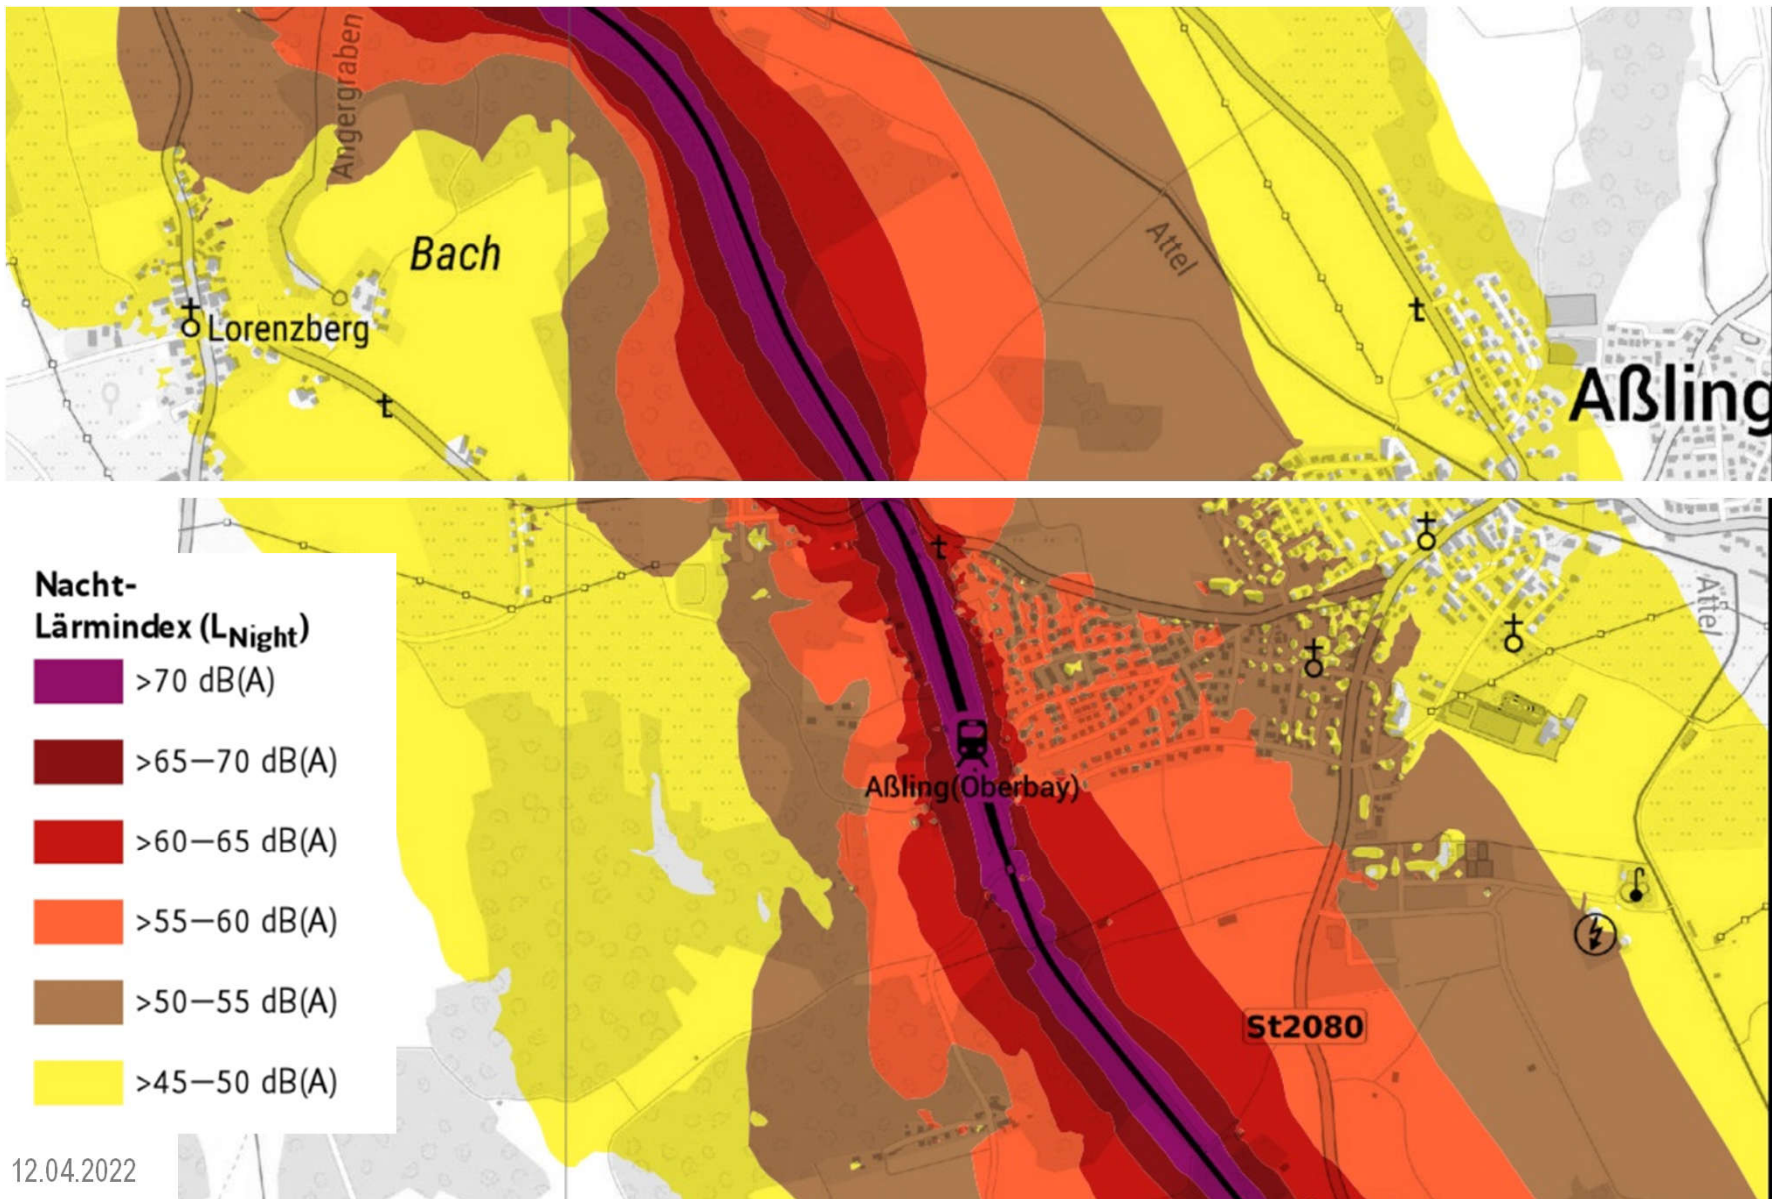 Angergraben
Bach
Attel
Lorenzberg
Aßling
Nacht-
Lärmindex (LNight)
>70 dB(A)
>65–70 dB(A)
>60–65 dB(A)
>55–60 dB(A)
>50–55 dB(A)
>45–50 dB(A)
Attel
Aßling(Oberbay)
St2080
12.04.2022